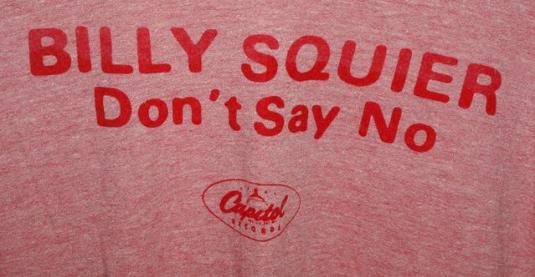 BILLY SQUIER
Don't Say No
Capitol
RECORDS